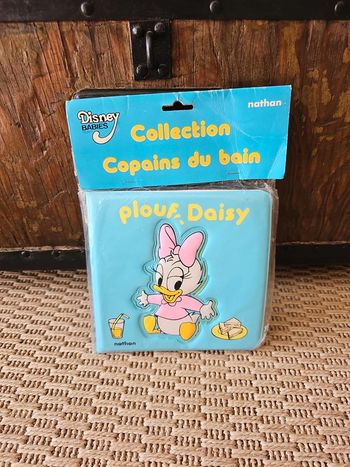 Disney
BABIES
nathan
Collection
Copains du bain
plouf, Daisy
nathan